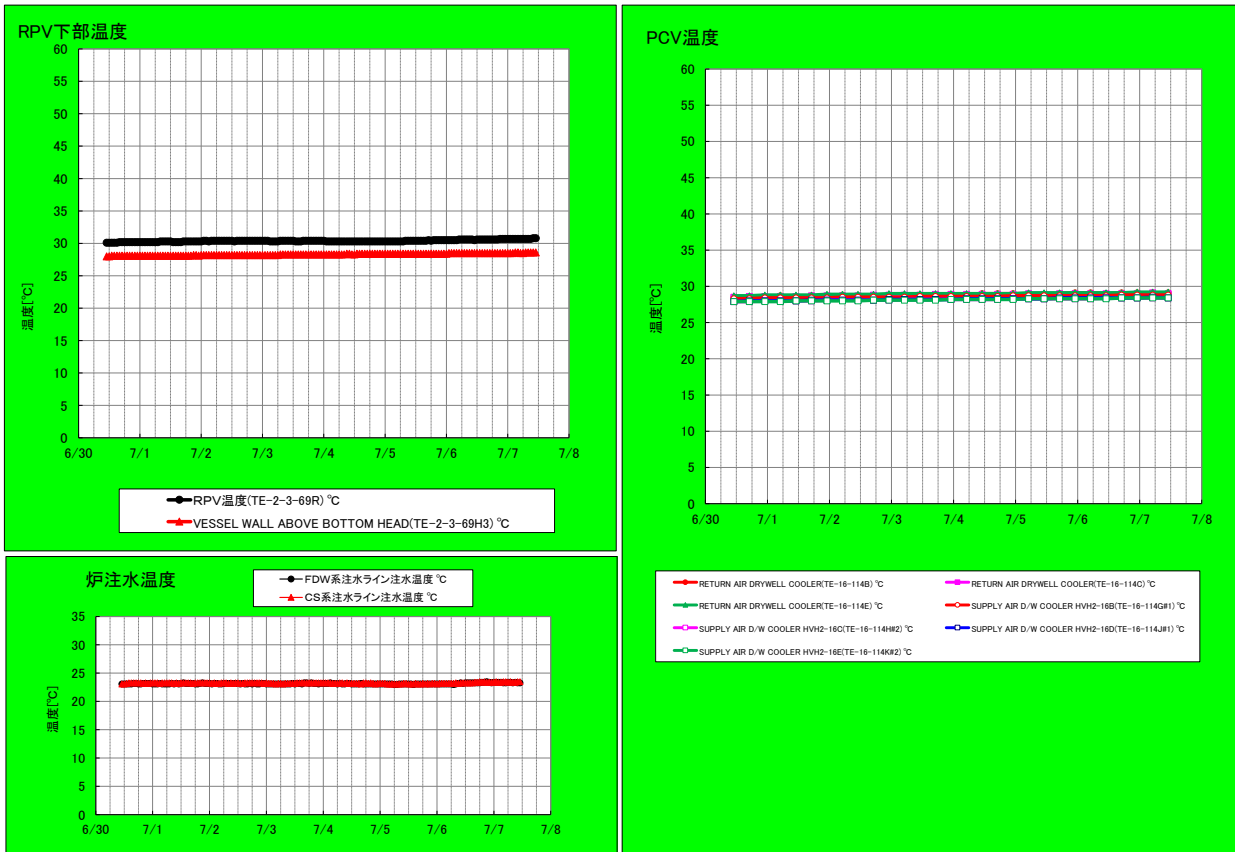 RPV下部温度
60
55
50
45
40
35
30
25
20
15
10
5
0
温度[℃]
6/30 7/1 7/2 7/3 7/4 7/5 7/6 7/7 7/8
RPV温度(TE-2-3-69R) ℃
VESSEL WALL ABOVE BOTTOM HEAD(TE-2-3-69H3) ℃
炉注水温度
FDW系注水ライン注水温度 ℃
CS系注水ライン注水温度 ℃
35
30
25
20
15
10
5
0
温度[℃]
6/30 7/1 7/2 7/3 7/4 7/5 7/6 7/7 7/8
PCV温度
60
55
50
45
40
35
30
25
20
15
10
5
0
温度[℃]
6/30 7/1 7/2 7/3 7/4 7/5 7/6 7/7 7/8
RETURN AIR DRYWELL COOLER(TE-16-114B) ℃
RETURN AIR DRYWELL COOLER(TE-16-114C) ℃
RETURN AIR DRYWELL COOLER(TE-16-114E) ℃
SUPPLY AIR D/W COOLER HVH2-16B(TE-16-114G#1) ℃
SUPPLY AIR D/W COOLER HVH2-16C(TE-16-114H#2) ℃
SUPPLY AIR D/W COOLER HVH2-16D(TE-16-114J#1) ℃
SUPPLY AIR D/W COOLER HVH2-16E(TE-16-114K#2) ℃